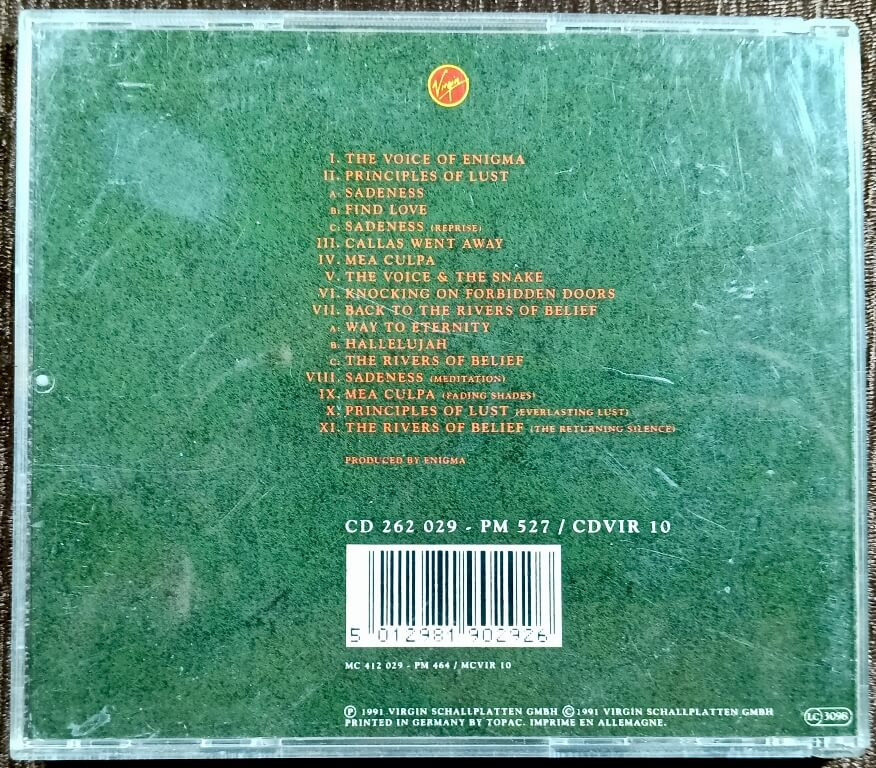 Virgin
I. THE VOICE OF ENIGMA
II. PRINCIPLES OF LUST
A: SADENESS
B: FIND LOVE
C: SADENESS (REPRISE)
III. CALLAS WENT AWAY
IV. MEA CULPA
V. THE VOICE & THE SNAKE
VI. KNOCKING ON FORBIDDEN DOORS
VII. BACK TO THE RIVERS OF BELIEF
A: WAY TO ETERNITY
B. HALLELUJAH
C: THE RIVERS OF BELIEF
VIII. SADENESS (MEDITATION)
IX. MEA CULPA (FADING SHADES)
X. PRINCIPLES OF LUST (EVERLASTING LUST)
XI. THE RIVERS OF BELIEF (THE RETURNING SILENCE)
PRODUCED BY ENIGMA
CD 262 029 - PM 527 / CDVIR 10
5 012981 902926
MC 412 029 - PM 464 / MCVIR 10
Ⓟ 1991 VIRGIN SCHALLPLATTEN GMBH © 1991 VIRGIN SCHALLPLATTEN GMBH
PRINTED IN GERMANY BY TOPAC. IMPRIME EN ALLEMAGNE.
LC 3098